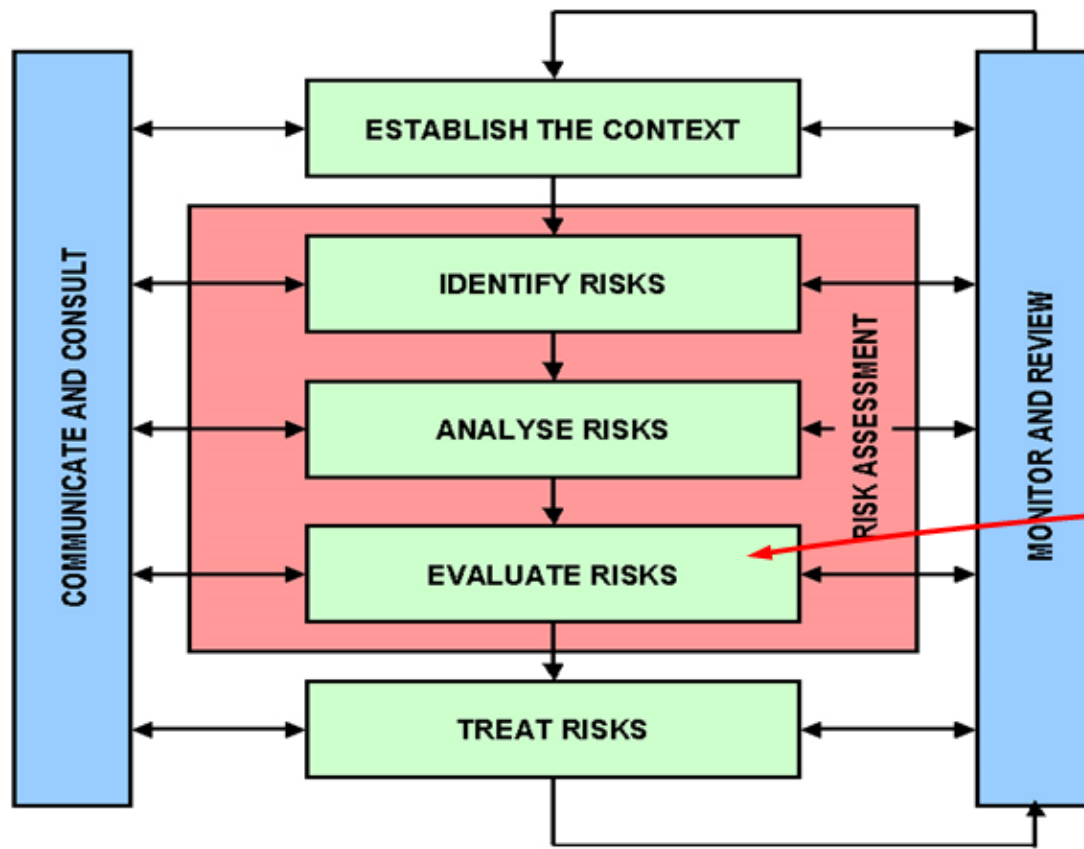 ESTABLISH THE CONTEXT
COMMUNICATE AND CONSULT
IDENTIFY RISKS
ANALYSE RISKS
EVALUATE RISKS
RISK ASSESSMENT
MONITOR AND REVIEW
TREAT RISKS